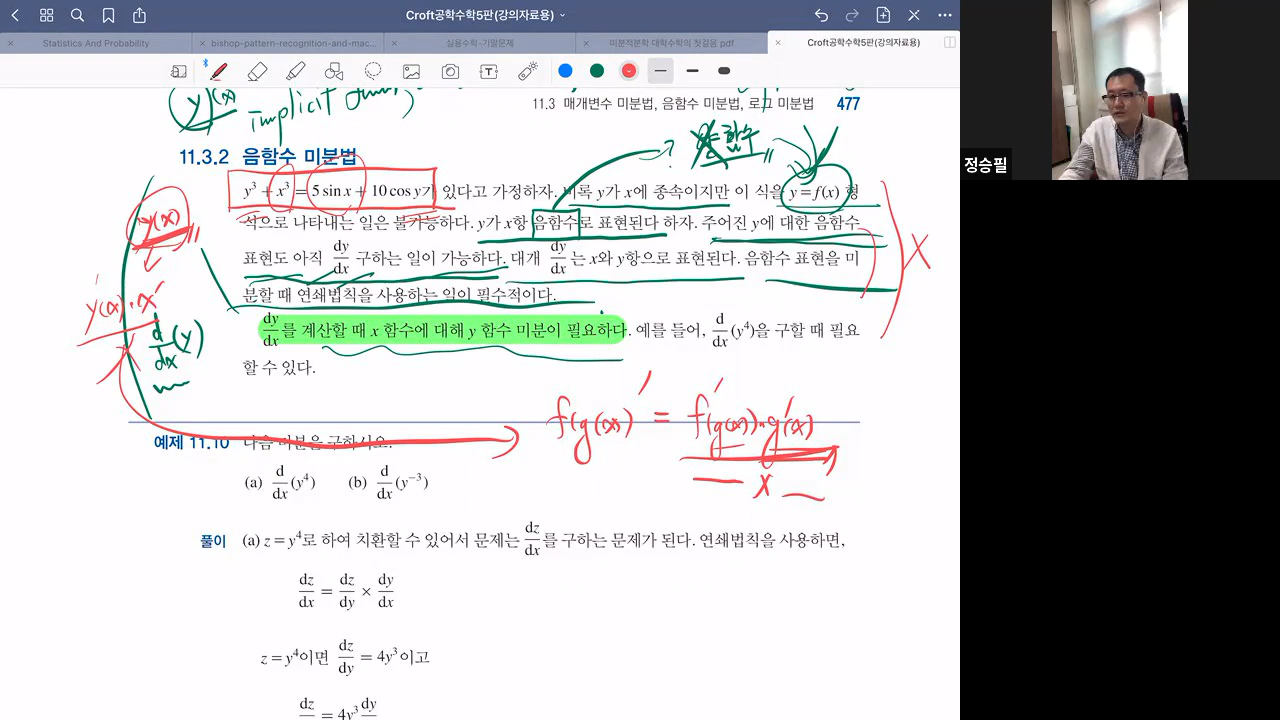 Croft공학수학5판(강의자료용)
Statistics And Probability
bishop-pattern-recognition-and-mac...
실용수학-기말문제
미분적분학 대학수학의 첫걸음 pdf
Croft공학수학5판(강의자료용)
(y)(x)
implicit
11.3 매개변수 미분법, 음함수 미분법, 로그 미분법 477
11.3.2 음함수 미분법
? 양함수
y³ + x³ = 5 sin x + 10 cos y가 있다고 가정하자. 비록 y가 x에 종속이지만 이 식을 y = f(x) 형
식으로 나타내는 일은 불가능하다. y가 x항 음함수로 표현된다 하자. 주어진 y에 대한 음함수
표현도 아직 dy/dx 구하는 일이 가능하다. 대개 dy/dx는 x와 y항으로 표현된다. 음함수 표현을 미
분할 때 연쇄법칙을 사용하는 일이 필수적이다.
dy/dx를 계산할 때 x 함수에 대해 y 함수 미분이 필요하다. 예를 들어, d/dx(y⁴)을 구할 때 필요
할 수 있다.
y(x)
y'(x)·x'
d/dx (y)
X
f(g(x))' = f'(g(x))·g'(x)
X
예제 11.10 다음 미분을 구하시오.
(a) d/dx(y⁴) (b) d/dx(y⁻³)
풀이 (a) z = y⁴로 하여 치환할 수 있어서 문제는 dz/dx를 구하는 문제가 된다. 연쇄법칙을 사용하면,
dz/dx = dz/dy × dy/dx
z = y⁴이면 dz/dy = 4y³이고
dz/dx = 4y³ dy/dx
정승필